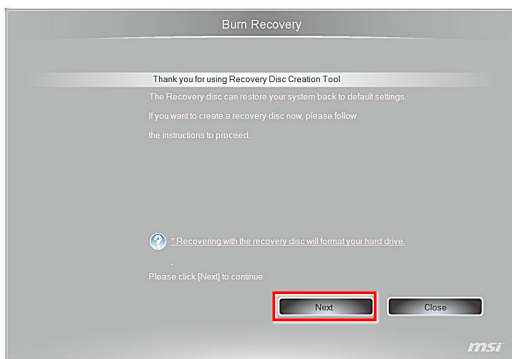 Burn Recovery
Thank you for using Recovery Disc Creation Tool
The Recovery disc can restore your system back to default settings.
If you want to create a recovery disc now, please follow
the instructions to proceed.
* Recovering with the recovery disc will format your hard drive.
.
Please click [Next] to continue
Next Close
msi